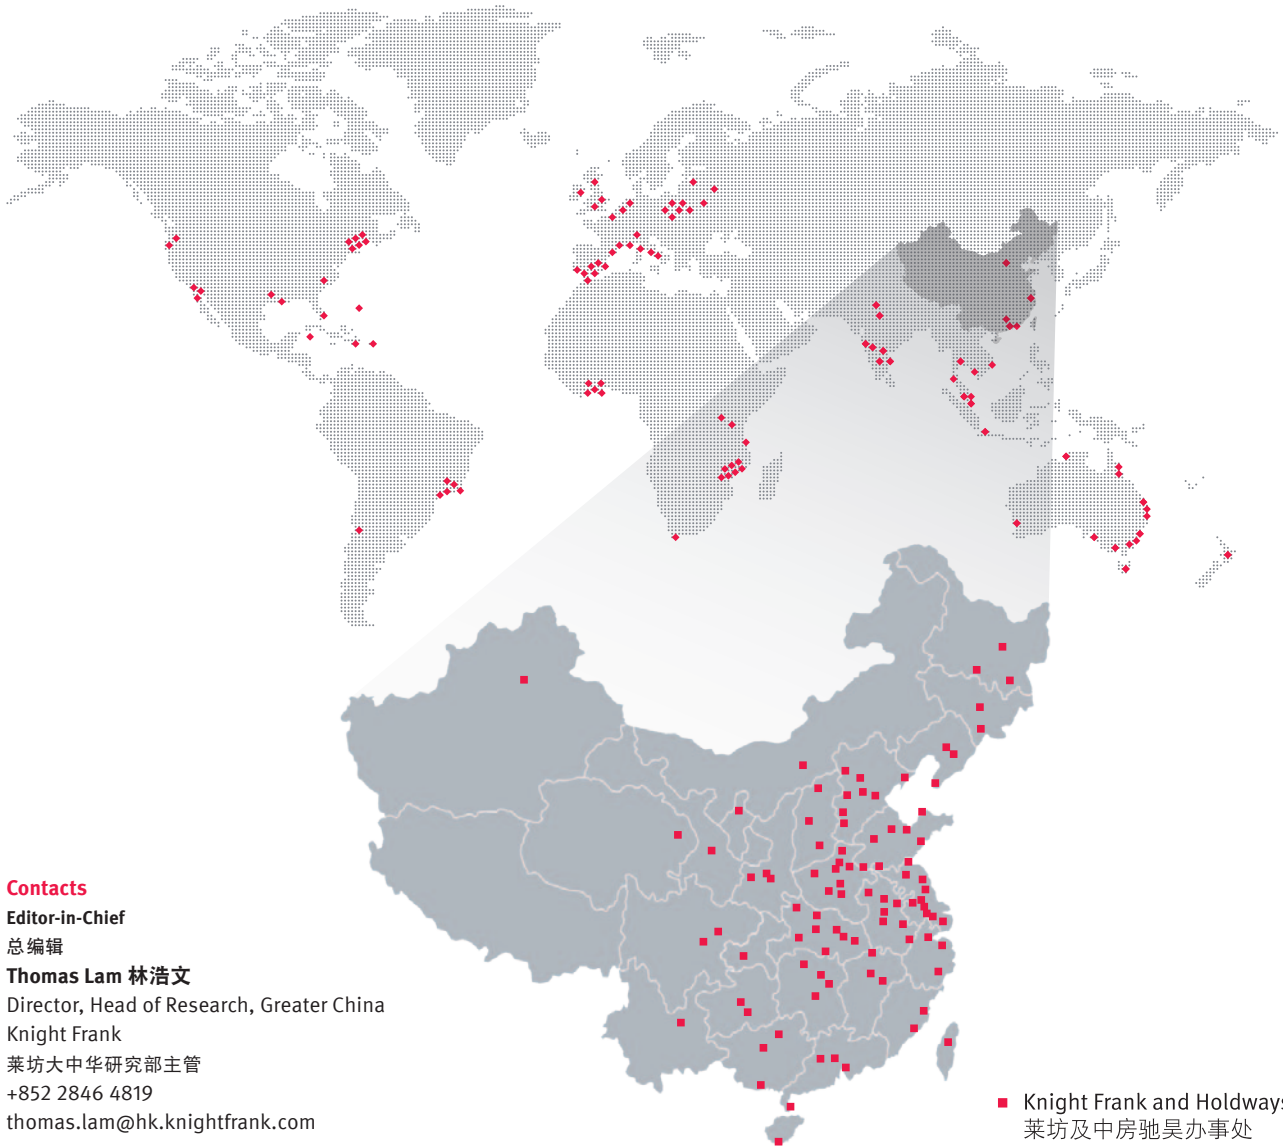 Contacts
Editor-in-Chief
总编辑
Thomas Lam 林浩文
Director, Head of Research, Greater China
Knight Frank
莱坊大中华研究部主管
+852 2846 4819
thomas.lam@hk.knightfrank.com
Knight Frank and Holdways
莱坊及中房驰昊办事处